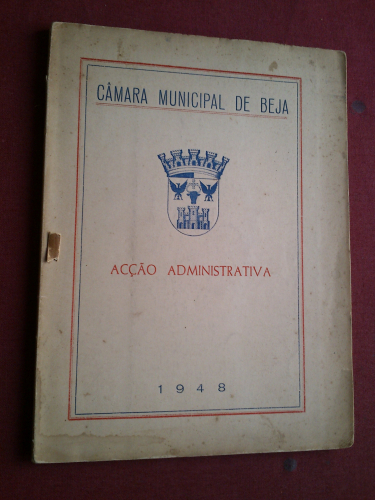 CÂMARA MUNICIPAL DE BEJA
ACÇÃO ADMINISTRATIVA
1948